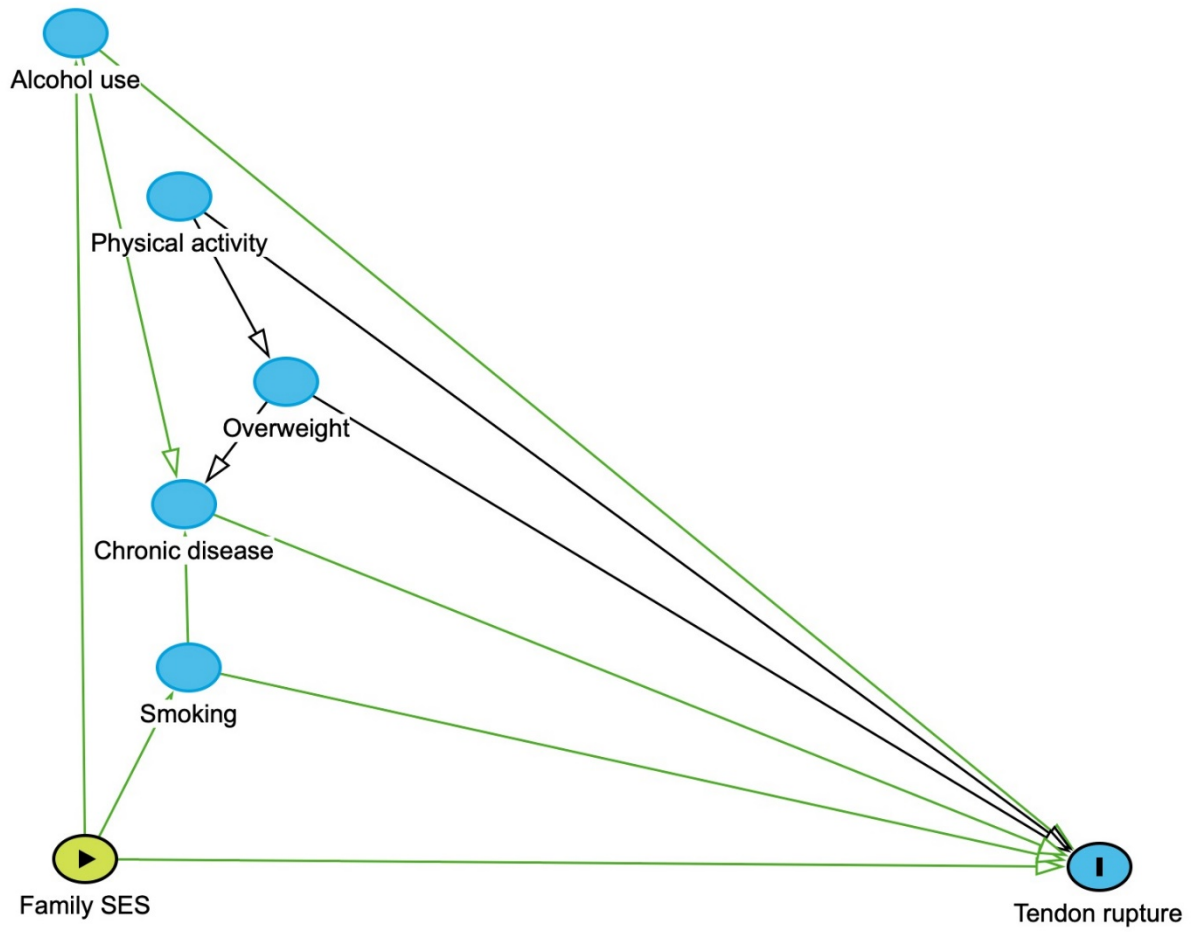 Alcohol use
Physical activity
Overweight
Chronic disease
Smoking
Family SES
Tendon rupture